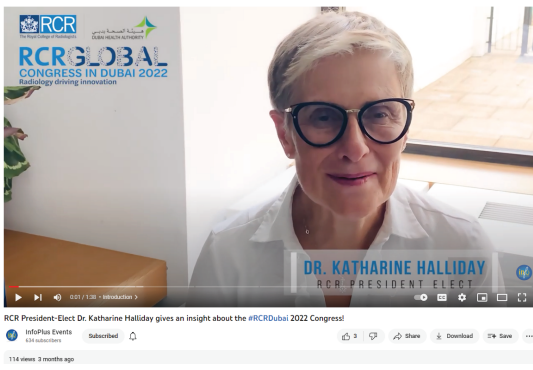 RCR
The Royal College of Radiologists
هيئة الصحة بدبي
DUBAI HEALTH AUTHORITY
RCRGLOBAL
CONGRESS IN DUBAI 2022
Radiology driving innovation
DR. KATHARINE HALLIDAY
RCR PRESIDENT ELECT
0:01 / 1:38 • Introduction >
CC
RCR President-Elect Dr. Katharine Halliday gives an insight about the #RCRDubai 2022 Congress!
InfoPlus Events
634 subscribers
Subscribed
3
Share
Download
Save
114 views 3 months ago